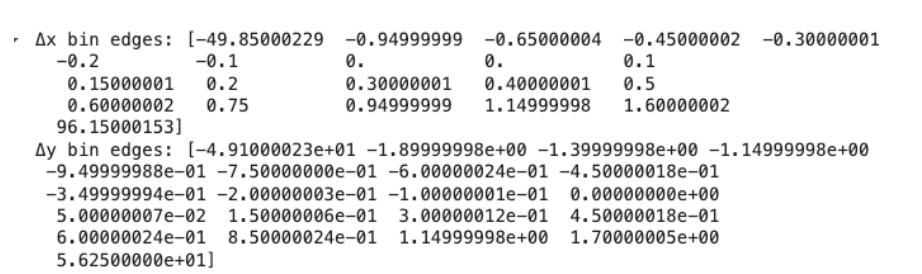 Δx bin edges: [-49.85000229 -0.94999999 -0.65000004 -0.45000002 -0.30000001
-0.2 -0.1 0. 0. 0.1
0.15000001 0.2 0.30000001 0.40000001 0.5
0.60000002 0.75 0.94999999 1.14999998 1.60000002
96.15000153]
Δy bin edges: [-4.91000023e+01 -1.89999998e+00 -1.39999998e+00 -1.14999998e+00
-9.49999988e-01 -7.50000000e-01 -6.00000024e-01 -4.50000018e-01
-3.49999994e-01 -2.00000003e-01 -1.00000001e-01 0.00000000e+00
5.00000007e-02 1.50000006e-01 3.00000012e-01 4.50000018e-01
6.00000024e-01 8.50000024e-01 1.14999998e+00 1.70000005e+00
5.62500000e+01]